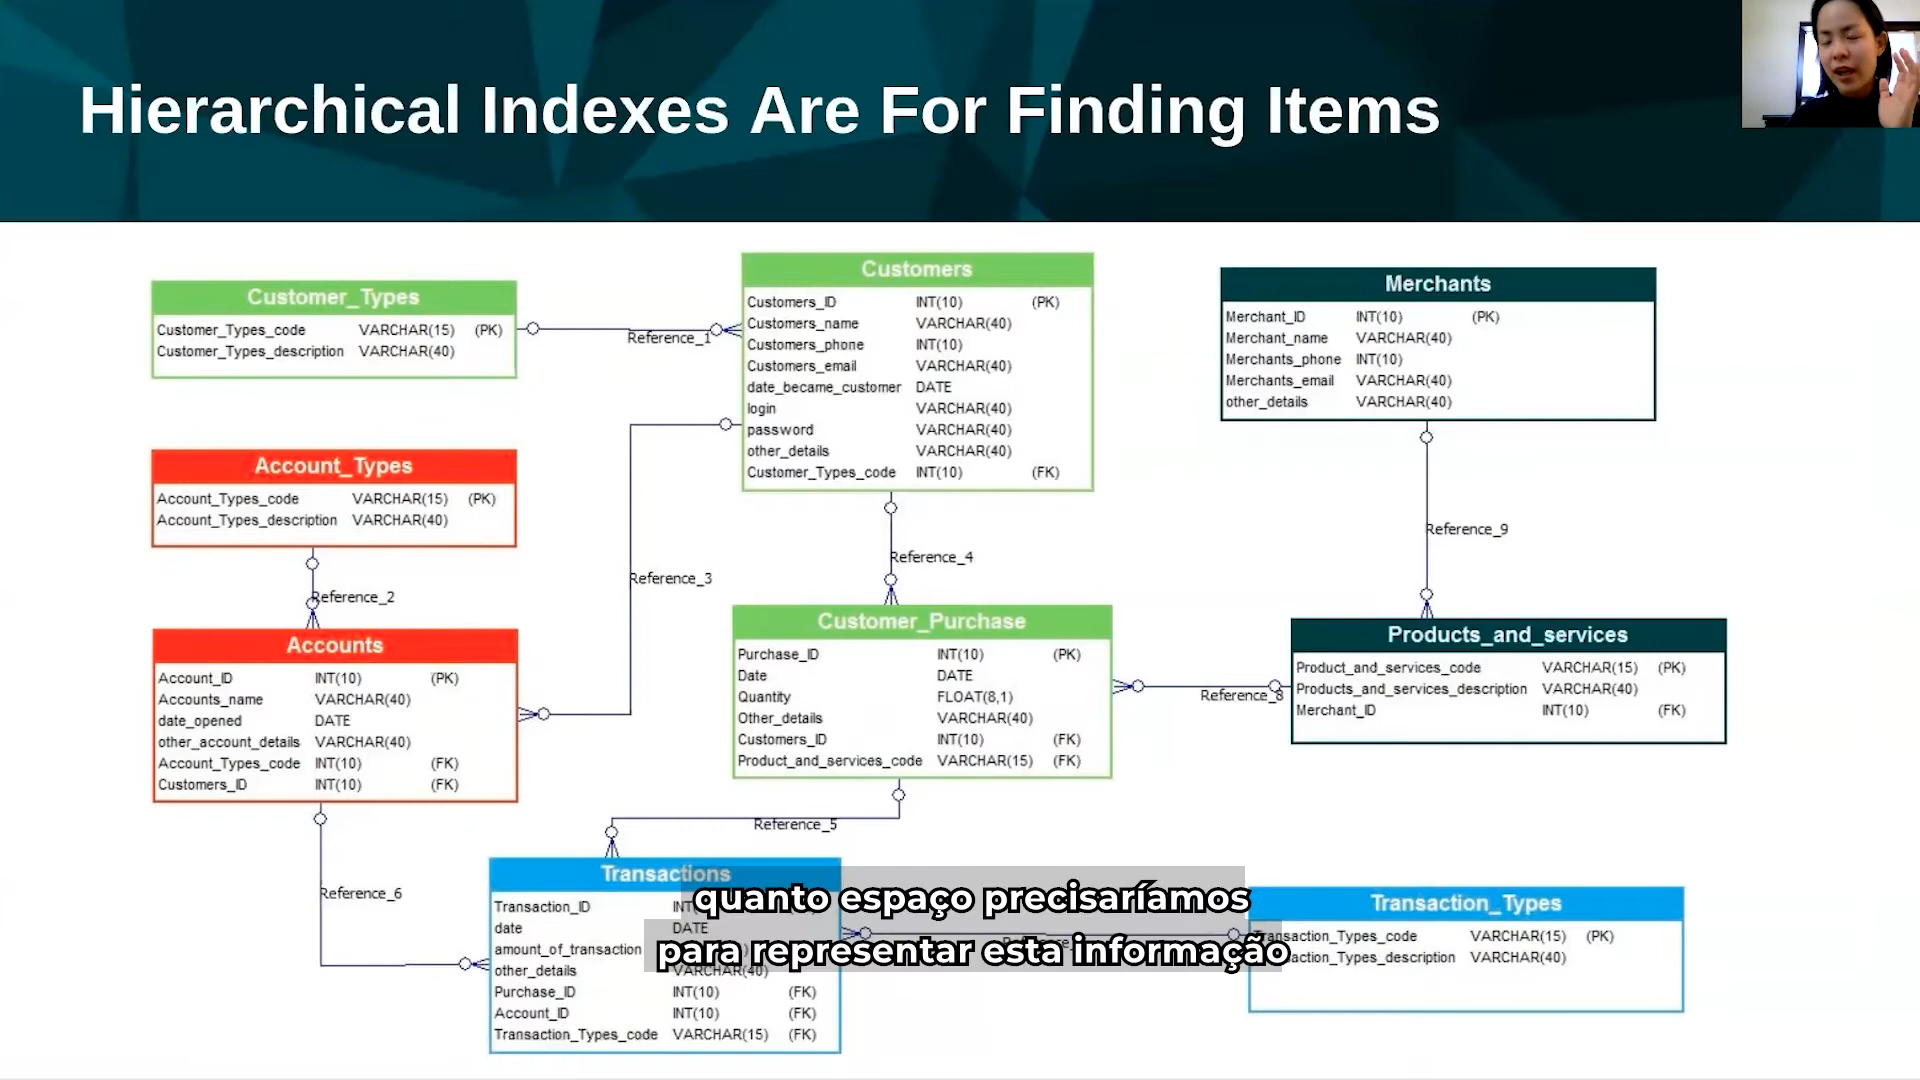 Hierarchical Indexes Are For Finding Items
Customer_Types
Customer_Types_code VARCHAR(15) (PK)
Customer_Types_description VARCHAR(40)
Reference_1
Customers
Customers_ID INT(10) (PK)
Customers_name VARCHAR(40)
Customers_phone INT(10)
Customers_email VARCHAR(40)
date_became_customer DATE
login VARCHAR(40)
password VARCHAR(40)
other_details VARCHAR(40)
Customer_Types_code INT(10) (FK)
Merchants
Merchant_ID INT(10) (PK)
Merchant_name VARCHAR(40)
Merchants_phone INT(10)
Merchants_email VARCHAR(40)
other_details VARCHAR(40)
Account_Types
Account_Types_code VARCHAR(15) (PK)
Account_Types_description VARCHAR(40)
Reference_2
Reference_3
Reference_4
Reference_9
Accounts
Account_ID INT(10) (PK)
Accounts_name VARCHAR(40)
date_opened DATE
other_account_details VARCHAR(40)
Account_Types_code INT(10) (FK)
Customers_ID INT(10) (FK)
Customer_Purchase
Purchase_ID INT(10) (PK)
Date DATE
Quantity FLOAT(8,1)
Other_details VARCHAR(40)
Customers_ID INT(10) (FK)
Product_and_services_code VARCHAR(15) (FK)
Reference_8
Products_and_services
Product_and_services_code VARCHAR(15) (PK)
Products_and_services_description VARCHAR(40)
Merchant_ID INT(10) (FK)
Reference_5
Reference_6
Transactions
Transaction_ID
date DATE
amount_of_transaction
other_details VARCHAR(40)
Purchase_ID INT(10) (FK)
Account_ID INT(10) (FK)
Transaction_Types_code VARCHAR(15) (FK)
Transaction_Types
Transaction_Types_code VARCHAR(15) (PK)
Transaction_Types_description VARCHAR(40)
quanto espaço precisaríamos
para representar esta informação